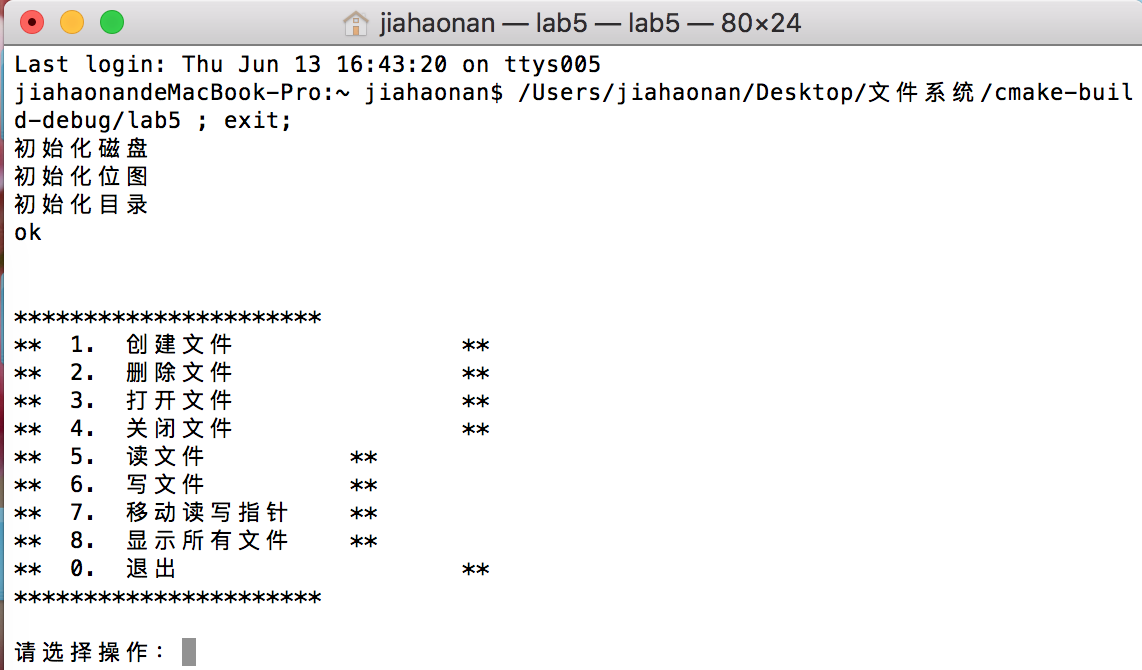 jiahaonan — lab5 — lab5 — 80×24
Last login: Thu Jun 13 16:43:20 on ttys005
jiahaonandeMacBook-Pro:~ jiahaonan$ /Users/jiahaonan/Desktop/文件系统/cmake-buil
d-debug/lab5 ; exit;
初始化磁盘
初始化位图
初始化目录
ok
**********************
**  1.  创建文件                **
**  2.  删除文件                **
**  3.  打开文件                **
**  4.  关闭文件                **
**  5.  读文件          **
**  6.  写文件          **
**  7.  移动读写指针    **
**  8.  显示所有文件    **
**  0.  退出                    **
**********************
请选择操作：